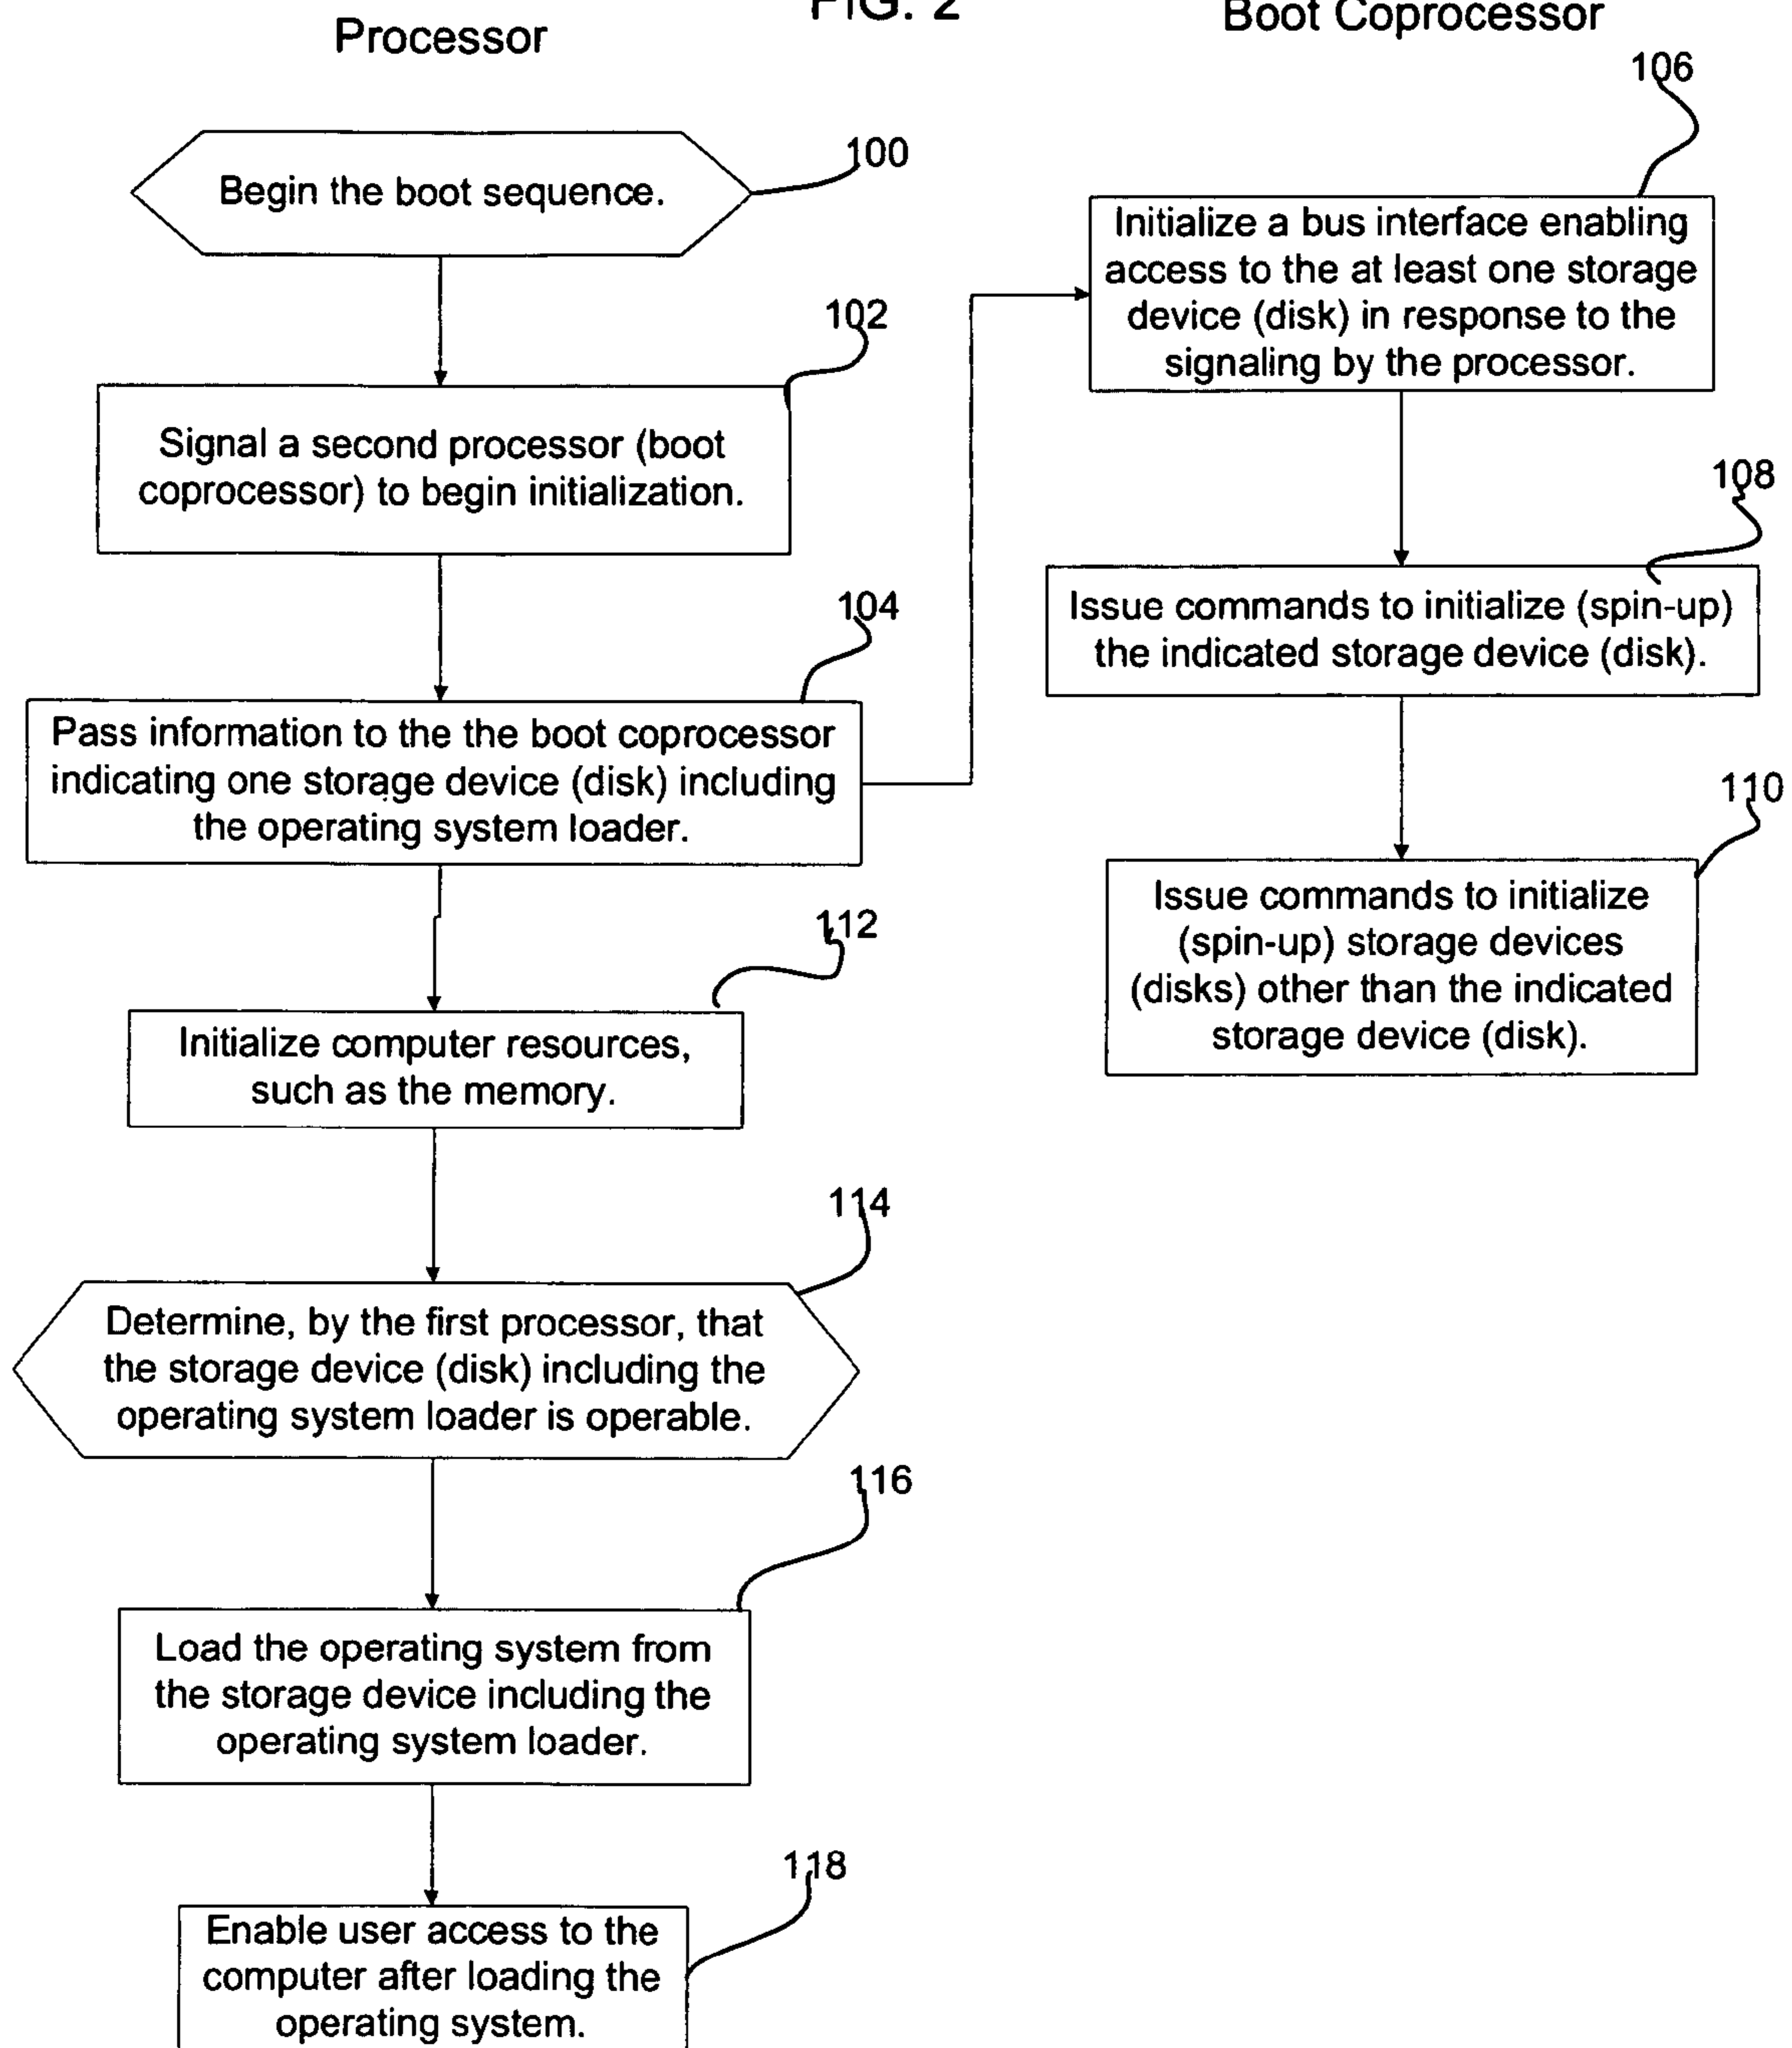 FIG. 2
Processor
Boot Coprocessor
100
Begin the boot sequence.
102
Signal a second processor (boot
coprocessor) to begin initialization.
104
Pass information to the the boot coprocessor
indicating one storage device (disk) including
the operating system loader.
112
Initialize computer resources,
such as the memory.
114
Determine, by the first processor, that
the storage device (disk) including the
operating system loader is operable.
116
Load the operating system from
the storage device including the
operating system loader.
118
Enable user access to the
computer after loading the
operating system.
106
Initialize a bus interface enabling
access to the at least one storage
device (disk) in response to the
signaling by the processor.
108
Issue commands to initialize (spin-up)
the indicated storage device (disk).
110
Issue commands to initialize
(spin-up) storage devices
(disks) other than the indicated
storage device (disk).